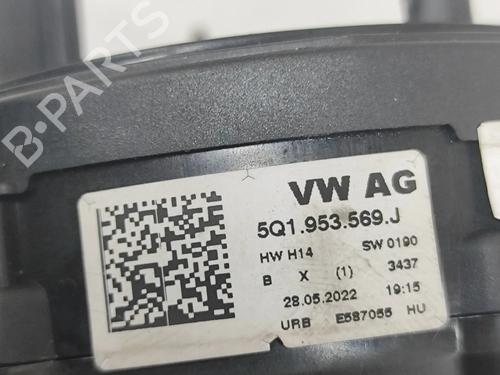 B-PARTS
VW AG
5Q1.953.569.J
HW H14 SW 0190
B X (1) 3437
28.05.2022 19:15
URB E587055 HU